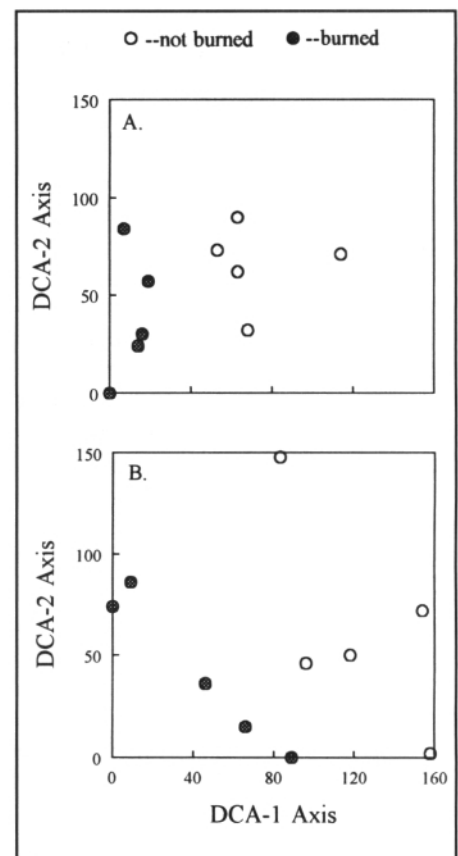 --not burned --burned
A.
150
100
50
0
DCA-2 Axis
B.
150
100
50
0
DCA-2 Axis
0 40 80 120 160
DCA-1 Axis